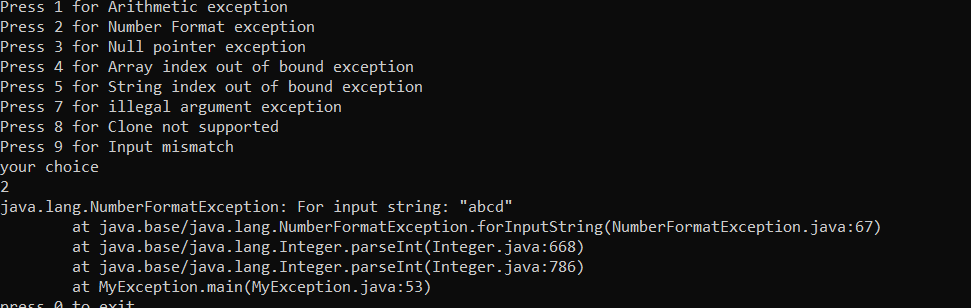 Press 1 for Arithmetic exception
Press 2 for Number Format exception
Press 3 for Null pointer exception
Press 4 for Array index out of bound exception
Press 5 for String index out of bound exception
Press 7 for illegal argument exception
Press 8 for Clone not supported
Press 9 for Input mismatch
your choice
2
java.lang.NumberFormatException: For input string: "abcd"
        at java.base/java.lang.NumberFormatException.forInputString(NumberFormatException.java:67)
        at java.base/java.lang.Integer.parseInt(Integer.java:668)
        at java.base/java.lang.Integer.parseInt(Integer.java:786)
        at MyException.main(MyException.java:53)
press 0 to exit